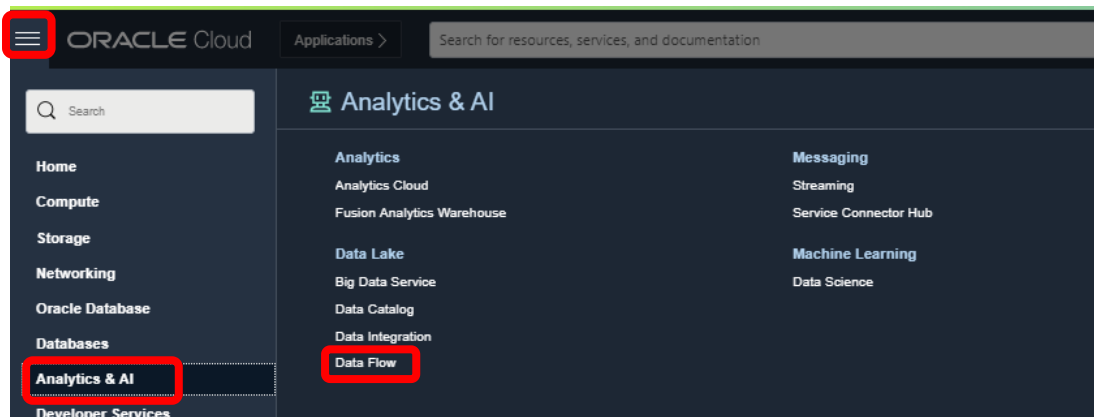 ORACLE Cloud
Applications >
Search for resources, services, and documentation
Search
Home
Compute
Storage
Networking
Oracle Database
Databases
Analytics & AI
Developer Services
Analytics & AI
Analytics
Analytics Cloud
Fusion Analytics Warehouse
Data Lake
Big Data Service
Data Catalog
Data Integration
Data Flow
Messaging
Streaming
Service Connector Hub
Machine Learning
Data Science